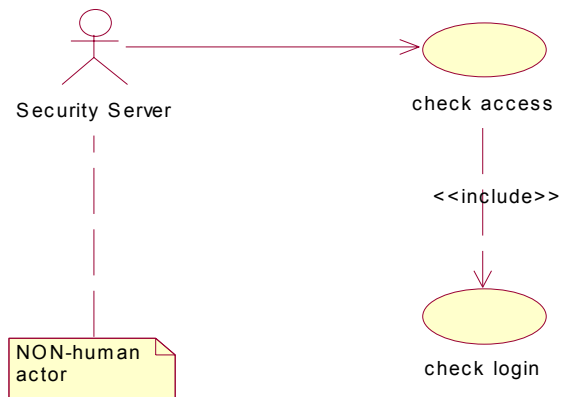 Security Server
check access
<<include>>
NON-human
actor
check login